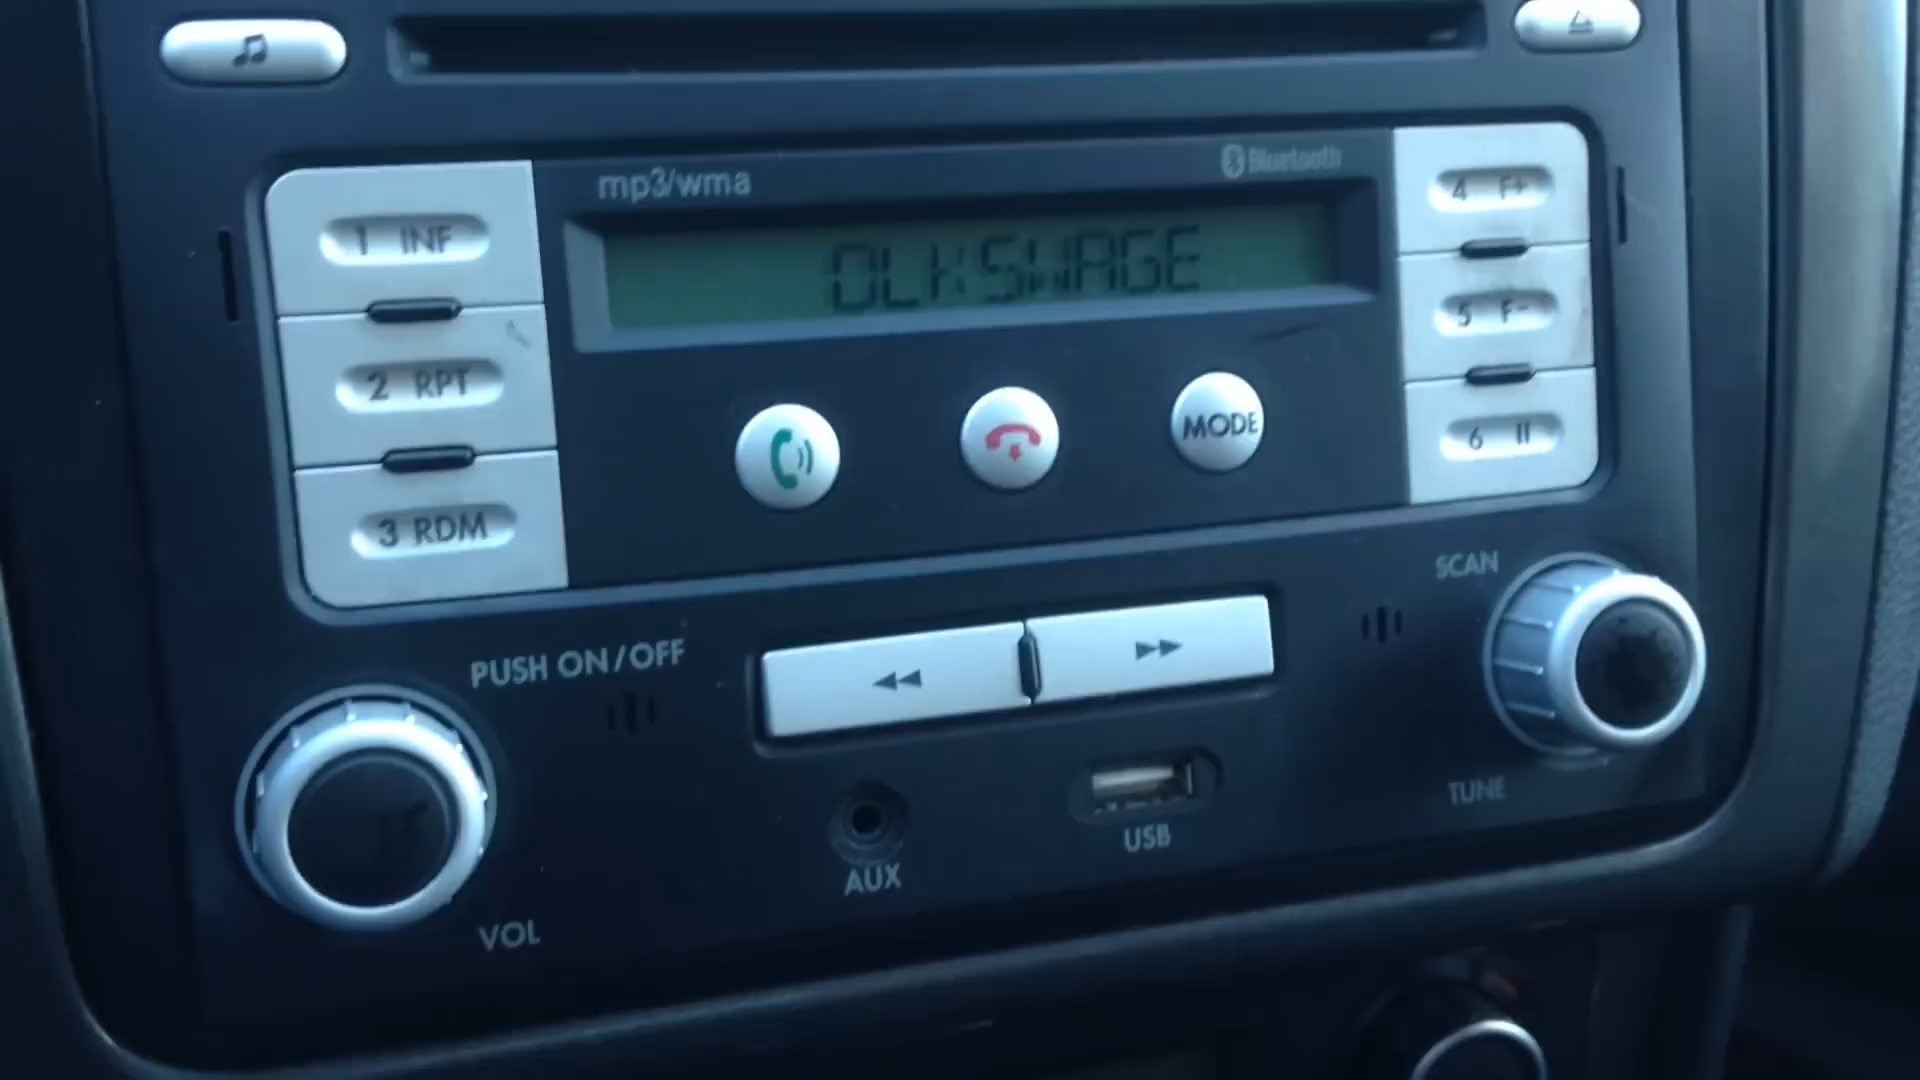 mp3/wma
Bluetooth
OLKSWAGE
1 INF
2 RPT
3 RDM
4 F+
5 F-
6 II
MODE
PUSH ON/OFF
VOL
AUX
USB
SCAN
TUNE